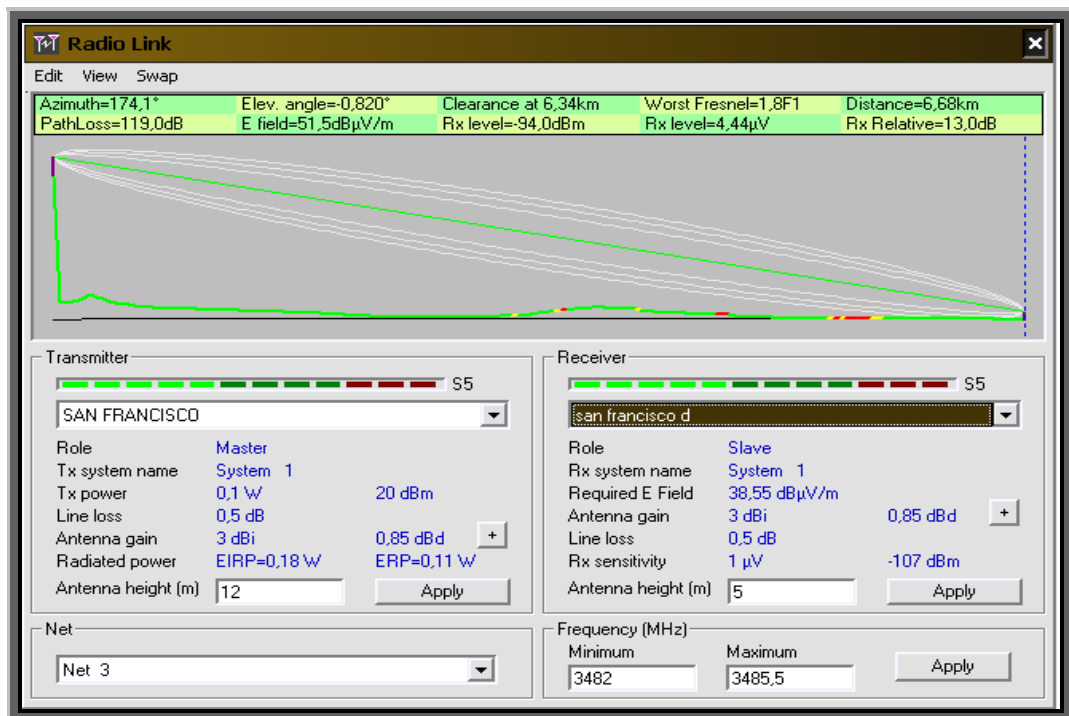 Radio Link
Edit View Swap
Azimuth=174,1° Elev. angle=-0,820° Clearance at 6,34km Worst Fresnel=1,8F1 Distance=6,68km
PathLoss=119,0dB E field=51,5dBµV/m Rx level=-94,0dBm Rx level=4,44µV Rx Relative=13,0dB
Transmitter
S5
SAN FRANCISCO
Role Master
Tx system name System 1
Tx power 0,1 W 20 dBm
Line loss 0,5 dB
Antenna gain 3 dBi 0,85 dBd +
Radiated power EIRP=0,18 W ERP=0,11 W
Antenna height (m) 12 Apply
Receiver
S5
san francisco d
Role Slave
Rx system name System 1
Required E Field 38,55 dBµV/m
Antenna gain 3 dBi 0,85 dBd +
Line loss 0,5 dB
Rx sensitivity 1 µV -107 dBm
Antenna height (m) 5 Apply
Net
Net 3
Frequency (MHz)
Minimum Maximum
3482 3485,5 Apply